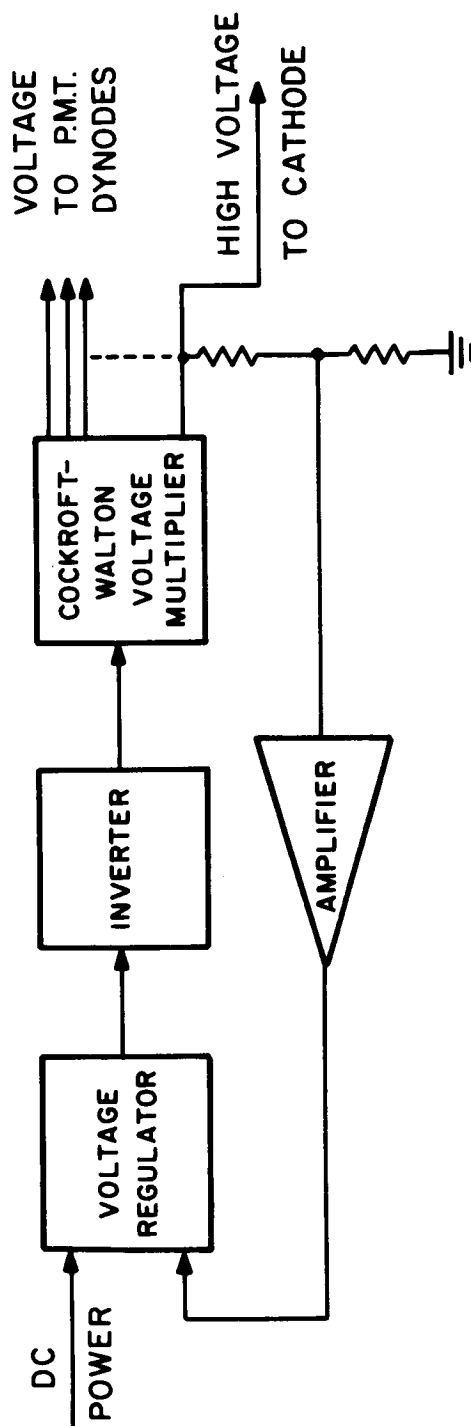 DC
POWER
VOLTAGE
REGULATOR
INVERTER
COCKROFT-
WALTON
VOLTAGE
MULTIPLIER
VOLTAGE
TO P.M.T.
DYNODES
HIGH VOLTAGE
TO CATHODE
AMPLIFIER